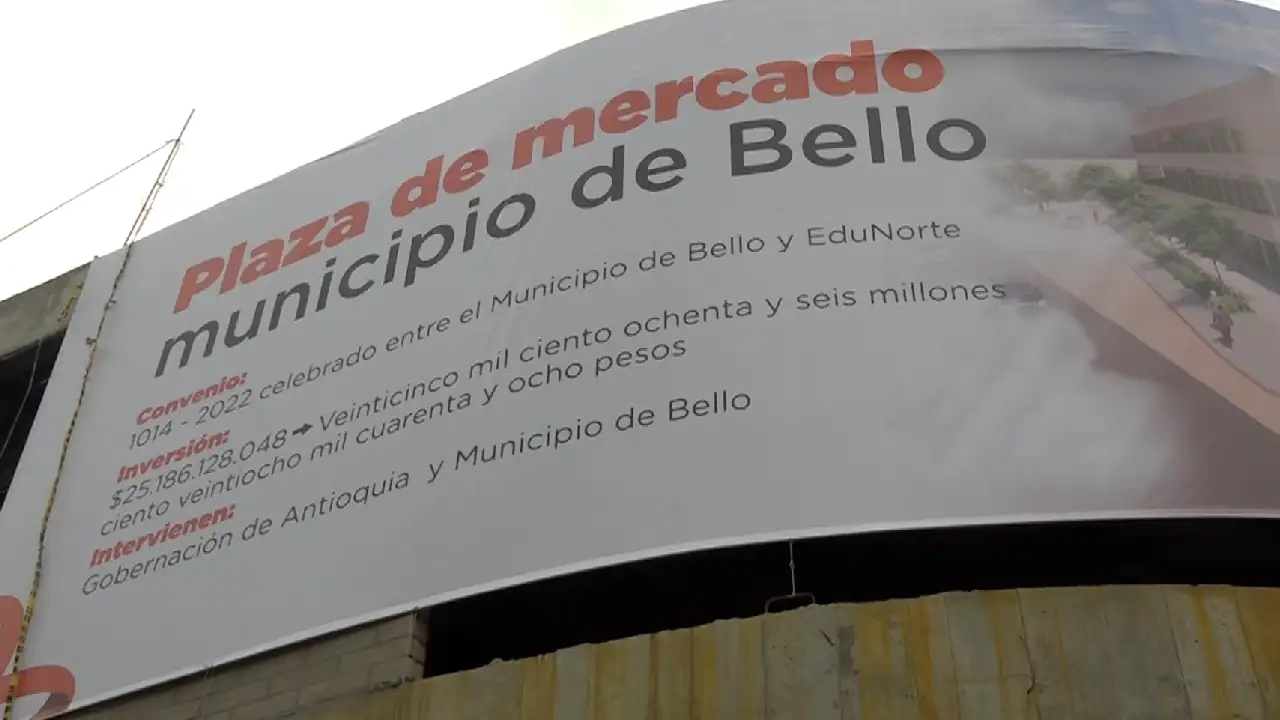 Plaza de mercado
municipio de Bello
Convenio:
1014 - 2022 celebrado entre el Municipio de Bello y EduNorte
Inversión:
$25.186.128.048 → Veinticinco mil ciento ochenta y seis millones
ciento veintiocho mil cuarenta y ocho pesos
Intervienen:
Gobernación de Antioquia y Municipio de Bello